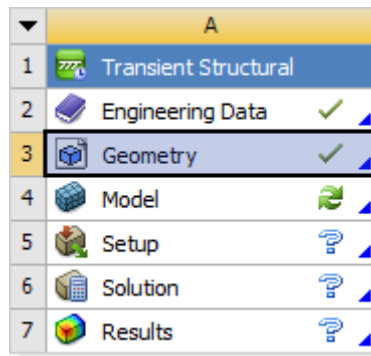 A
1 Transient Structural
2 Engineering Data
3 Geometry
4 Model
5 Setup
6 Solution
7 Results